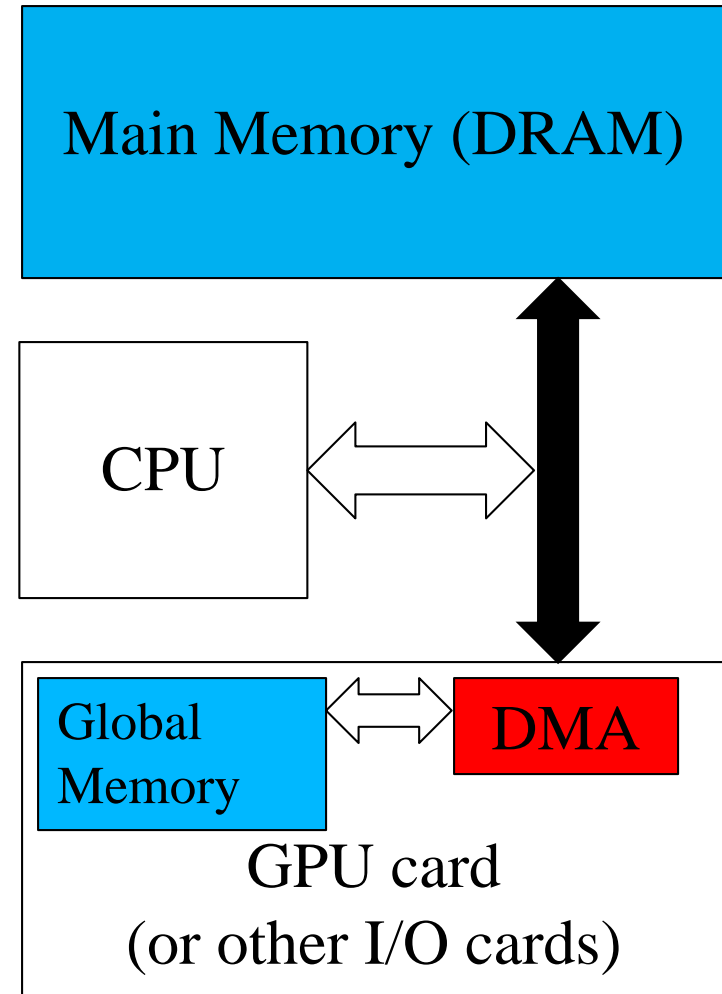 Main Memory (DRAM)
CPU
Global
Memory
DMA
GPU card
(or other I/O cards)